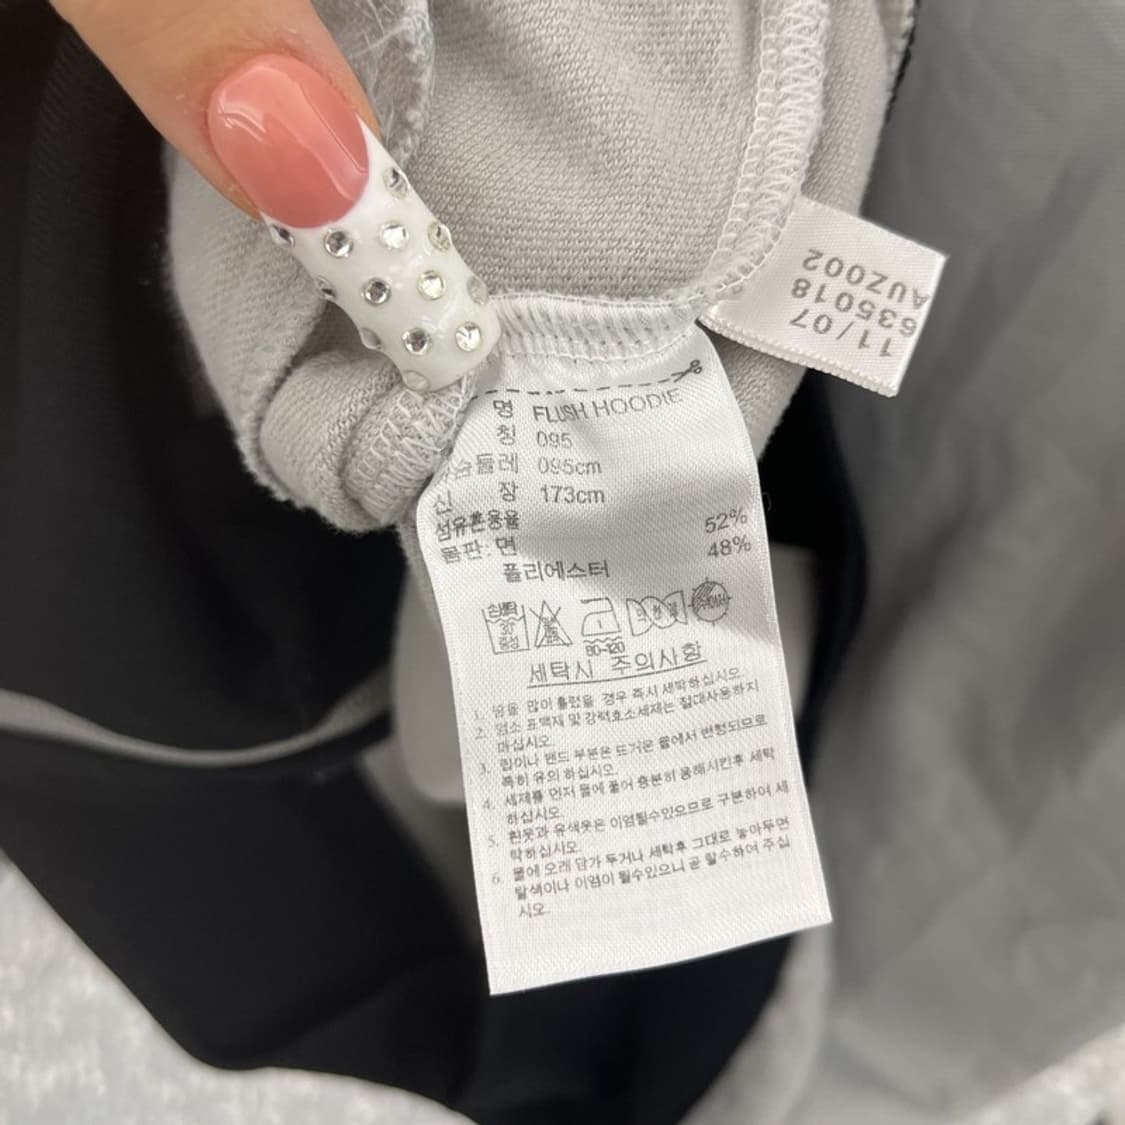 명 FLUSH HOODIE
칭 095
슴둘레 095cm
신 장 173cm
섬유혼용율
몸판: 면 52%
폴리에스터 48%
손세탁
30°
중성
80~120
세탁시 주의사항
1. 땀을 많이 흘렸을 경우 즉시 세탁하십시오.
2. 염소 표백제 및 강력효소세제는 절대사용하지
마십시오.
3. 립이나 밴드 부분은 뜨거운 물에서 변형되므로
특히 유의 하십시오.
4. 세제를 먼저 물에 풀어 충분히 용해시킨후 세탁
하십시오.
5. 흰옷과 유색옷은 이염될수있으므로 구분하여 세
탁하십시오.
6. 물에 오래 담가 두거나 세탁후 그대로 놓아두면
탈색이나 이염이 될수있으니 곧 탈수하여 주십
시오.
11/07
635018
AUZ002